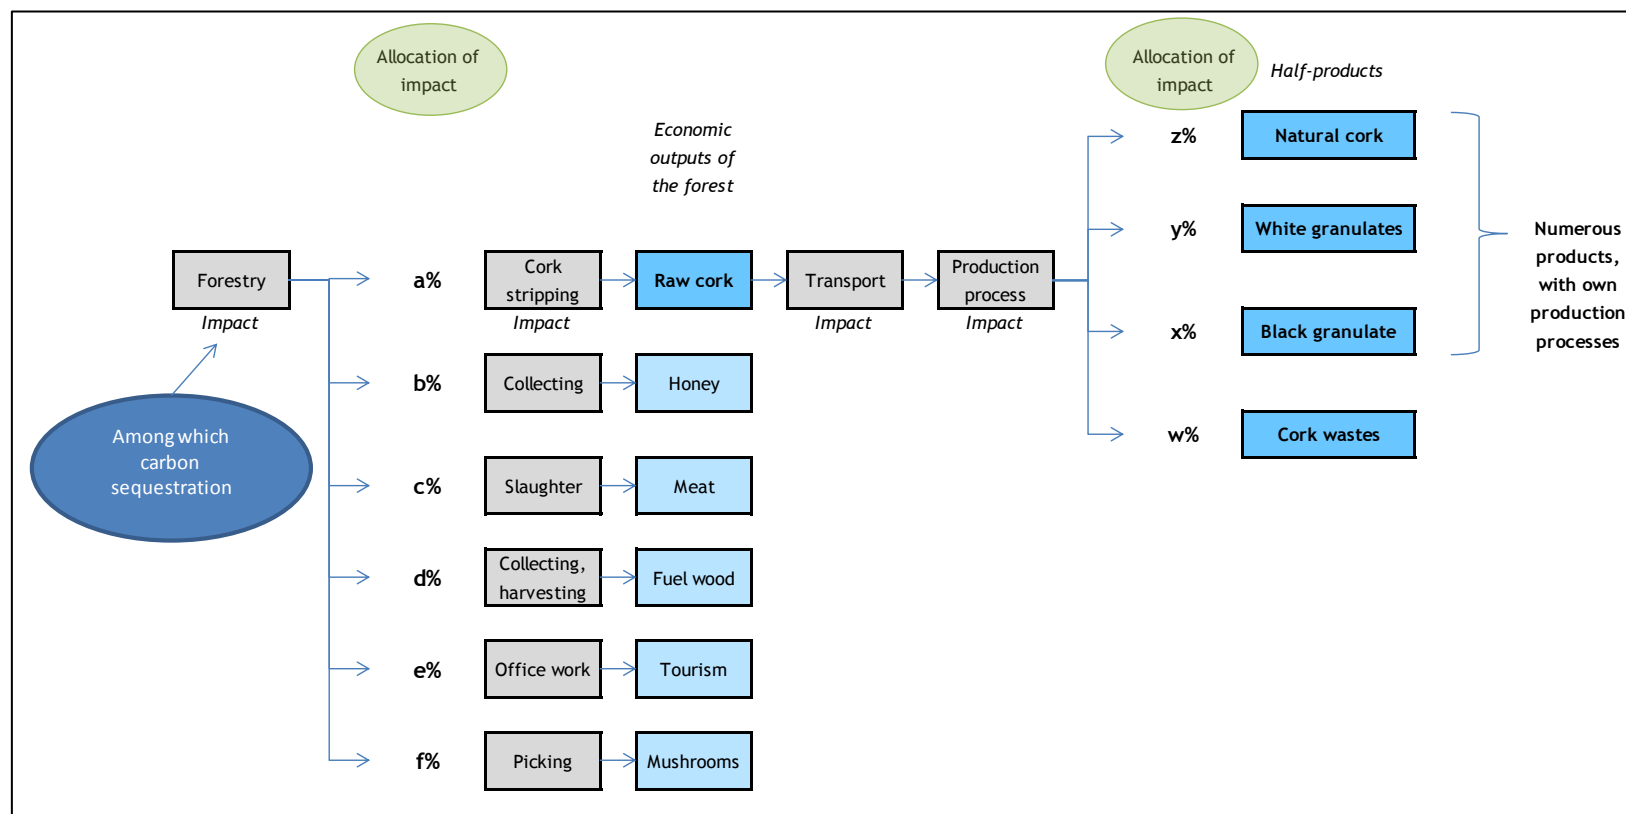 Allocation of
impact
Allocation of
impact
Half-products
Economic
outputs of
the forest
z%
Natural cork
y%
White granulates
Numerous
products,
with own
production
processes
Forestry
Impact
a%
Cork
stripping
Impact
Raw cork
Transport
Impact
Production
process
Impact
x%
Black granulate
b%
Collecting
Honey
w%
Cork wastes
Among which
carbon
sequestration
c%
Slaughter
Meat
d%
Collecting,
harvesting
Fuel wood
e%
Office work
Tourism
f%
Picking
Mushrooms